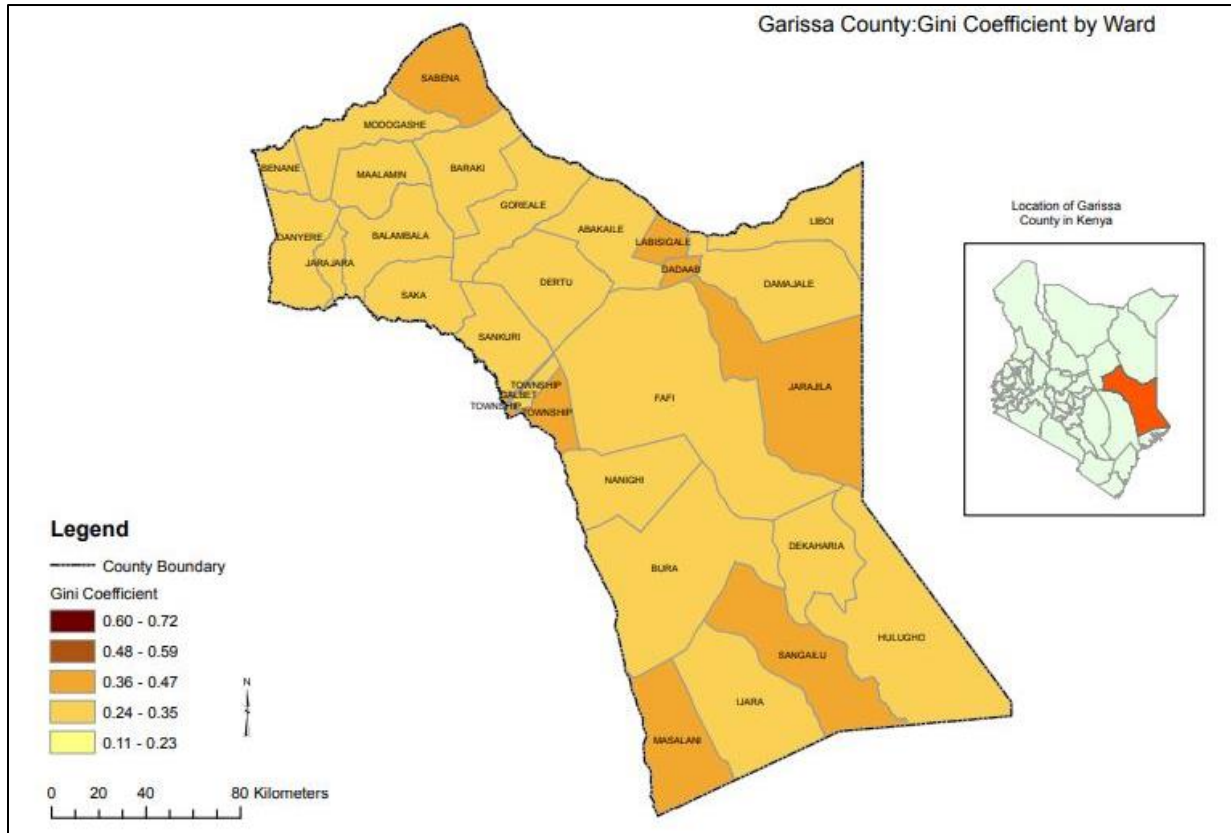 Garissa County:Gini Coefficient by Ward
SABENA
MODOGASHE
BENANE
MAALAMIN
BARAKI
GOREALE
LIBOI
ABAKAILE
LABISIGALE
DANYERE
BALAMBALA
JARAJARA
DADAAB
DAMAJALE
DERTU
SAKA
SANKURI
JARAJILA
TOWNSHIP
GALBET
TOWNSHIP
TOWNSHIP
FAFI
NANIGHI
DEKAHARIA
BURA
HULUGHO
SANGAILU
IJARA
MASALANI
Location of Garissa
County in Kenya
Legend
County Boundary
Gini Coefficient
0.60 - 0.72
0.48 - 0.59
0.36 - 0.47
0.24 - 0.35
0.11 - 0.23
N
0 20 40 80 Kilometers